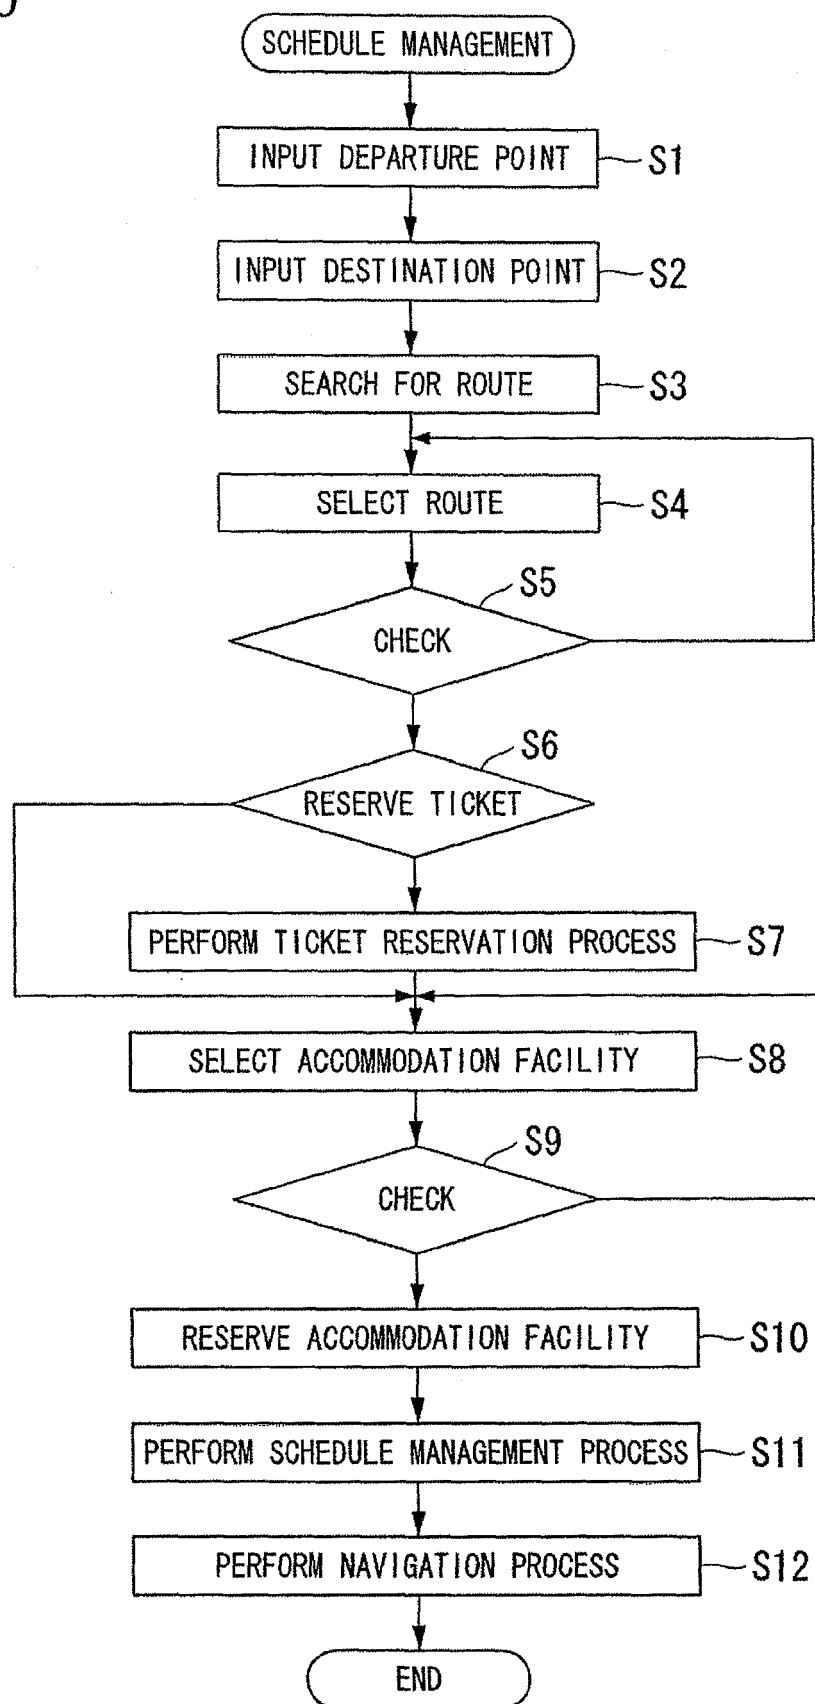 SCHEDULE MANAGEMENT
INPUT DEPARTURE POINT S1
INPUT DESTINATION POINT S2
SEARCH FOR ROUTE S3
SELECT ROUTE S4
S5
CHECK
S6
RESERVE TICKET
PERFORM TICKET RESERVATION PROCESS S7
SELECT ACCOMMODATION FACILITY S8
S9
CHECK
RESERVE ACCOMMODATION FACILITY S10
PERFORM SCHEDULE MANAGEMENT PROCESS S11
PERFORM NAVIGATION PROCESS S12
END